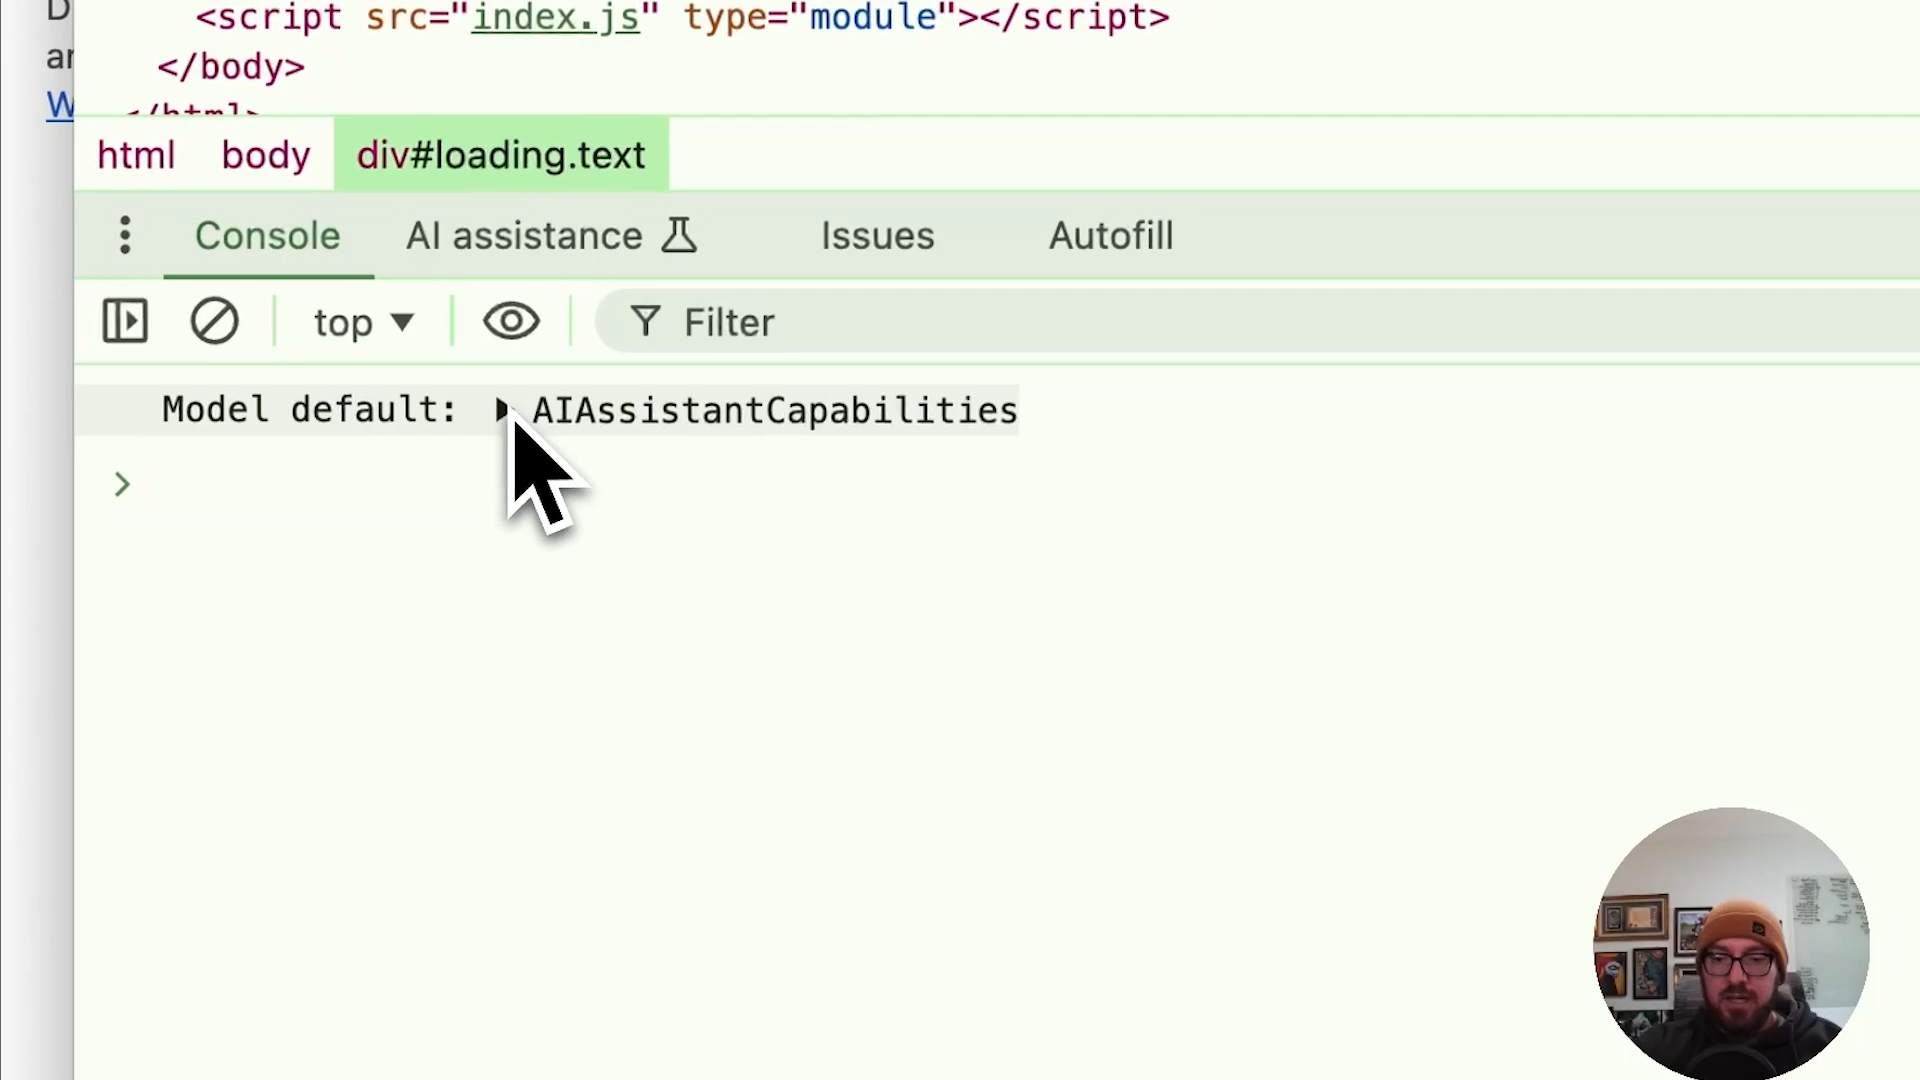 <script src="index.js" type="module"></script>
</body>
</html>
html body div#loading.text
Console AI assistance Issues Autofill
top Filter
Model default: AIAssistantCapabilities